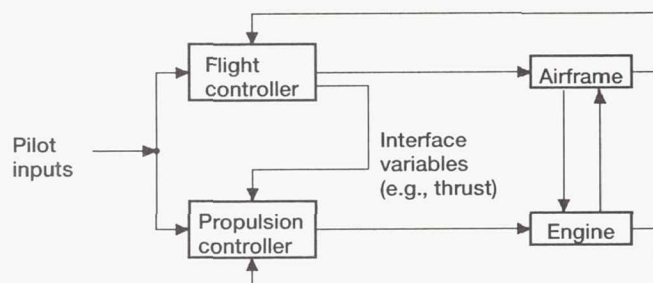 Flight
controller
Airframe
Pilot
inputs
Interface
variables
(e.g., thrust)
Propulsion
controller
Engine